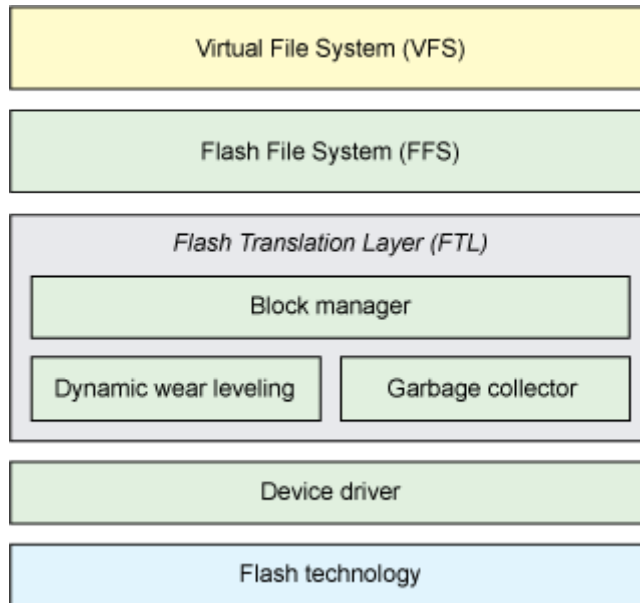 Virtual File System (VFS)
Flash File System (FFS)
Flash Translation Layer (FTL)
Block manager
Dynamic wear leveling
Garbage collector
Device driver
Flash technology